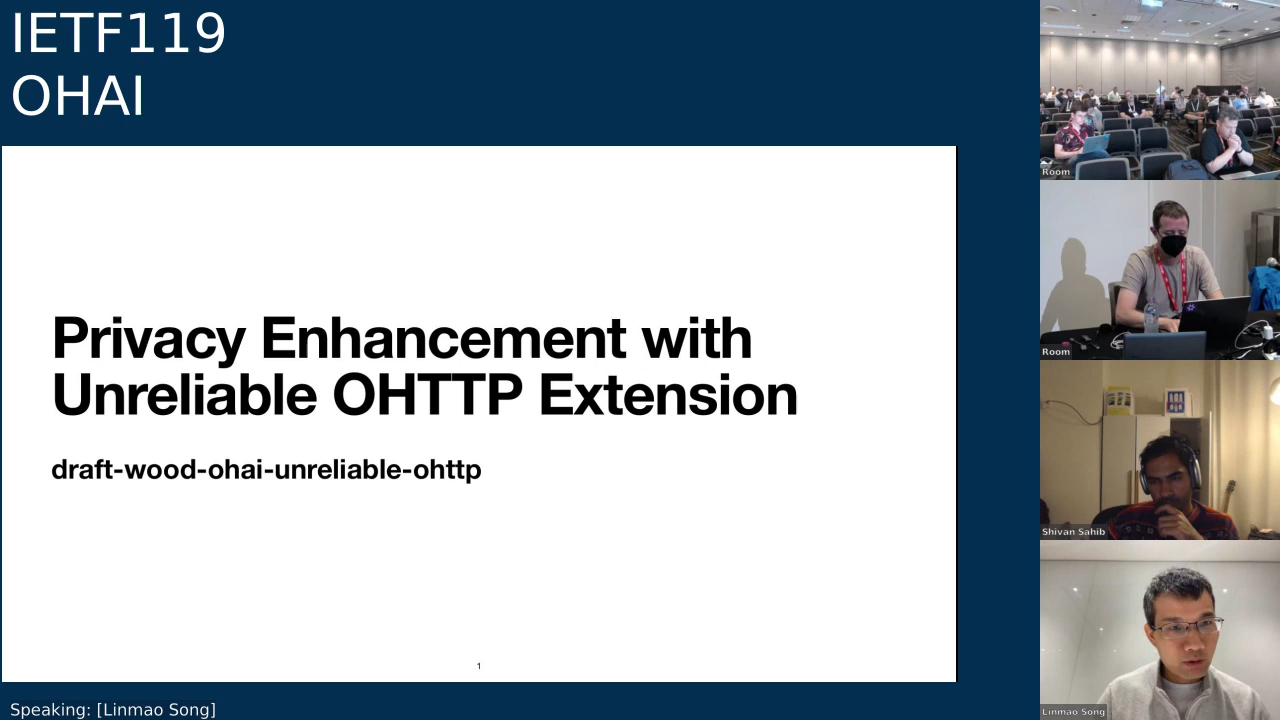 IETF119
OHAI
Privacy Enhancement with
Unreliable OHTTP Extension
draft-wood-ohai-unreliable-ohttp
1
Speaking: [Linmao Song]
Room
Room
Shivan Sahib
Linmao Song